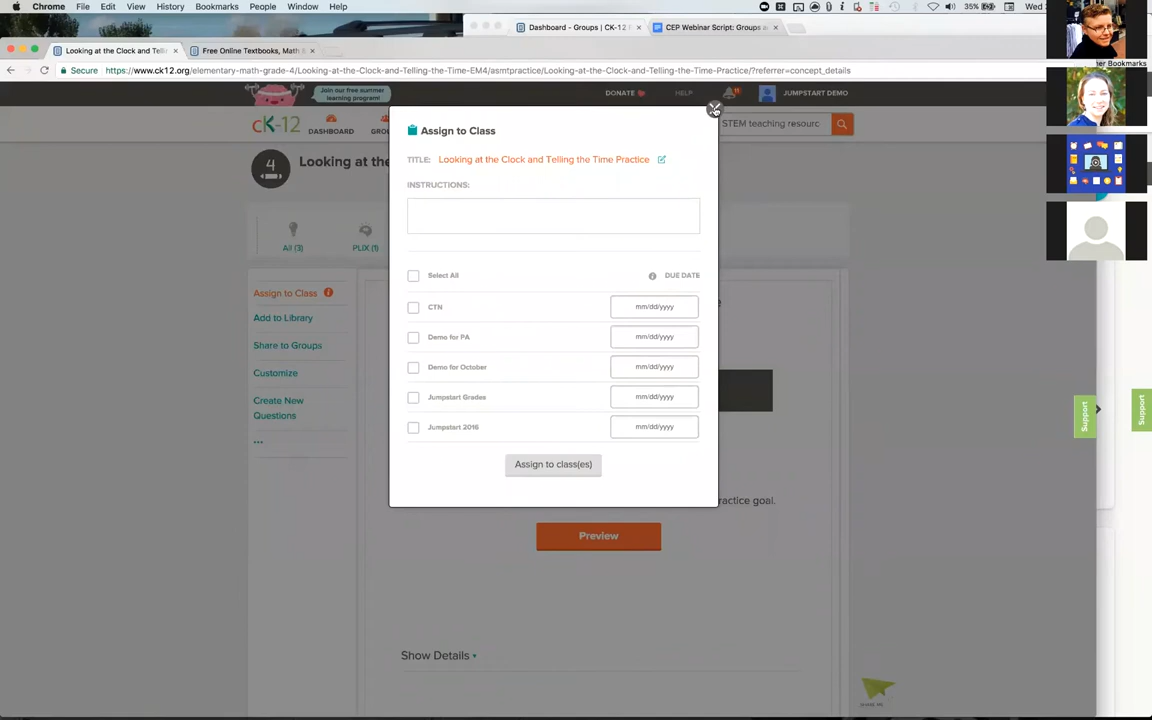 Chrome File Edit View History Bookmarks People Window Help 35% Wed
Dashboard - Groups | CK-12 × CEP Webinar Script: Groups ×
Looking at the Clock and Telli × Free Online Textbooks, Math ×
her Bookmarks
Secure https://www.ck12.org/elementary-math-grade-4/Looking-at-the-Clock-and-Telling-the-Time-EM4/asmtpractice/Looking-at-the-Clock-and-Telling-the-Time-Practice/?referrer=concept_details
Join our free summer
learning program!
DONATE HELP 11 JUMPSTART DEMO
cK-12 DASHBOARD GROU STEM teaching resourc
4 Looking at the
Assign to Class
TITLE: Looking at the Clock and Telling the Time Practice
INSTRUCTIONS:
All (3) PLIX (1)
Select All DUE DATE
CTN mm/dd/yyyy
Demo for PA mm/dd/yyyy
Demo for October mm/dd/yyyy
Jumpstart Grades mm/dd/yyyy
Jumpstart 2016 mm/dd/yyyy
Assign to class(es)
Assign to Class
Add to Library
Share to Groups
Customize
Create New
Questions
...
e
ractice goal.
Preview
Show Details
Support
Support